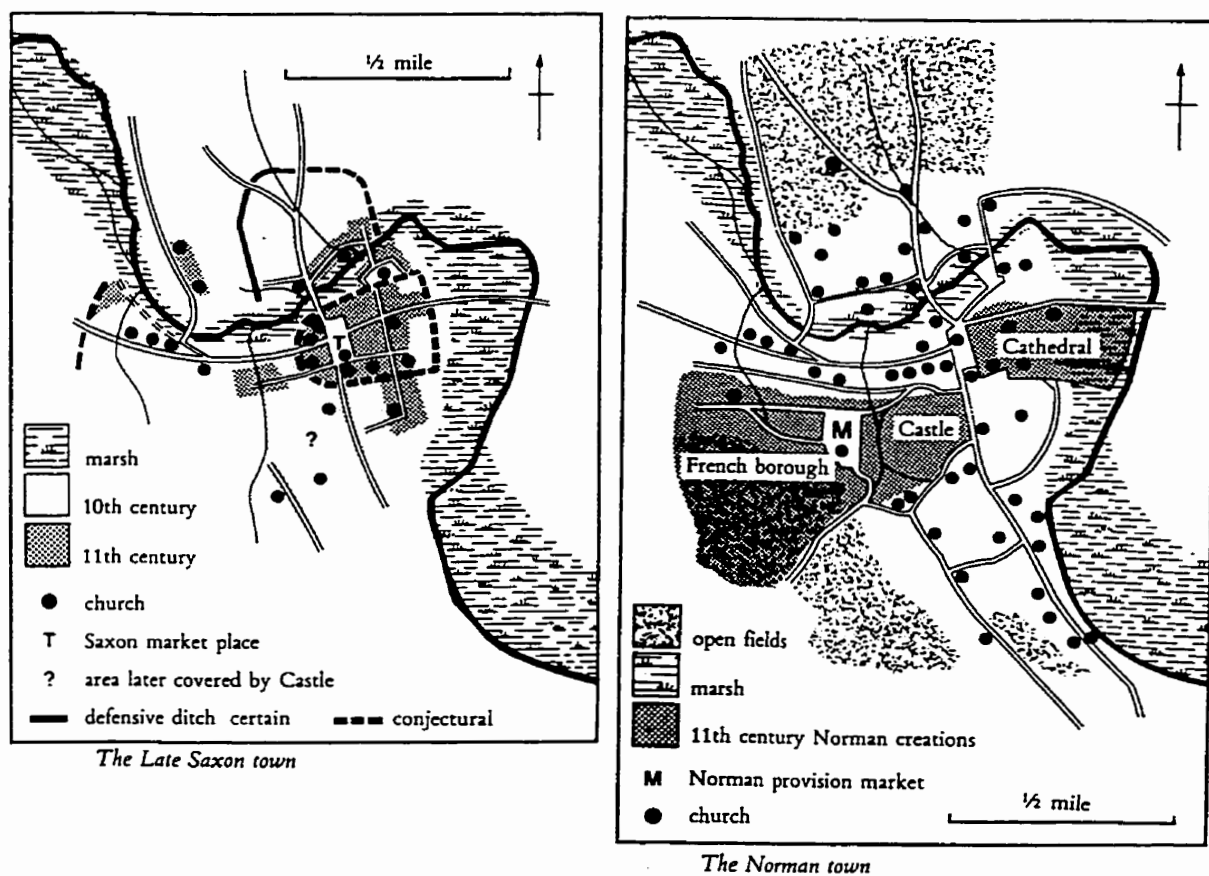 ½ mile
T
?
marsh
10th century
11th century
church
T Saxon market place
? area later covered by Castle
defensive ditch certain conjectural
The Late Saxon town
Cathedral
M
Castle
French borough
open fields
marsh
11th century Norman creations
M Norman provision market
church
½ mile
The Norman town